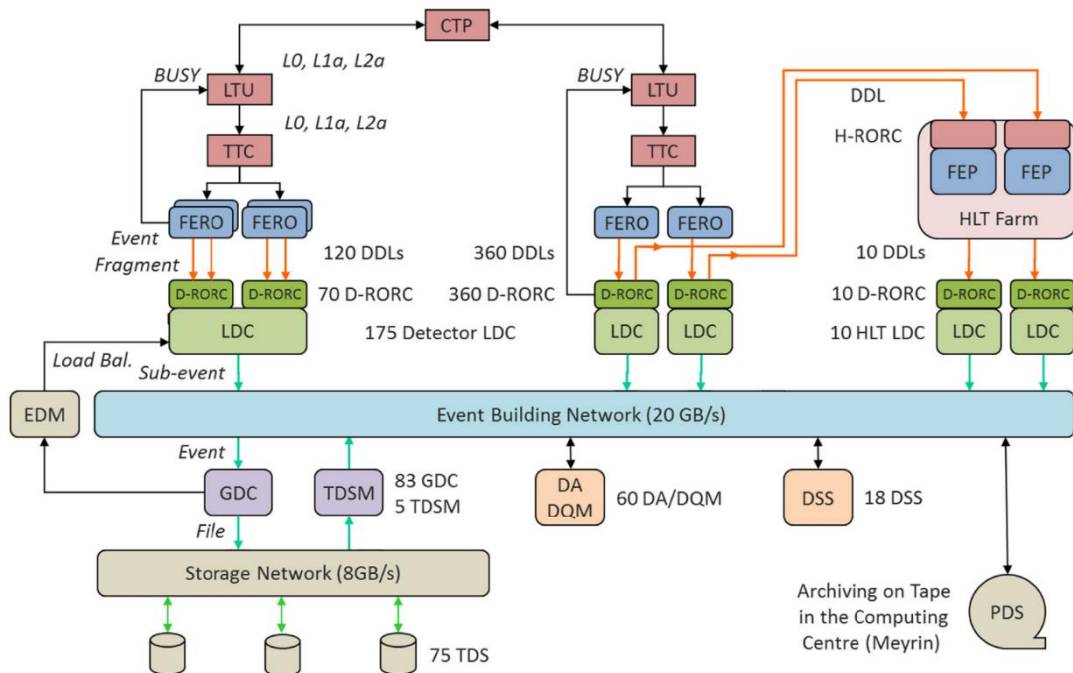 CTP
L0, L1a, L2a
BUSY
LTU
L0, L1a, L2a
TTC
FERO
FERO
Event
Fragment
120 DDLs
D-RORC
D-RORC
70 D-RORC
LDC
175 Detector LDC
Load Bal.
Sub-event
BUSY
LTU
TTC
FERO
FERO
360 DDLs
360 D-RORC
D-RORC
D-RORC
LDC
LDC
DDL
H-RORC
FEP
FEP
HLT Farm
10 DDLs
10 D-RORC
D-RORC
D-RORC
10 HLT LDC
LDC
LDC
EDM
Event Building Network (20 GB/s)
Event
GDC
TDSM
83 GDC
5 TDSM
DA
DQM
60 DA/DQM
DSS
18 DSS
File
Storage Network (8GB/s)
75 TDS
Archiving on Tape
in the Computing
Centre (Meyrin)
PDS